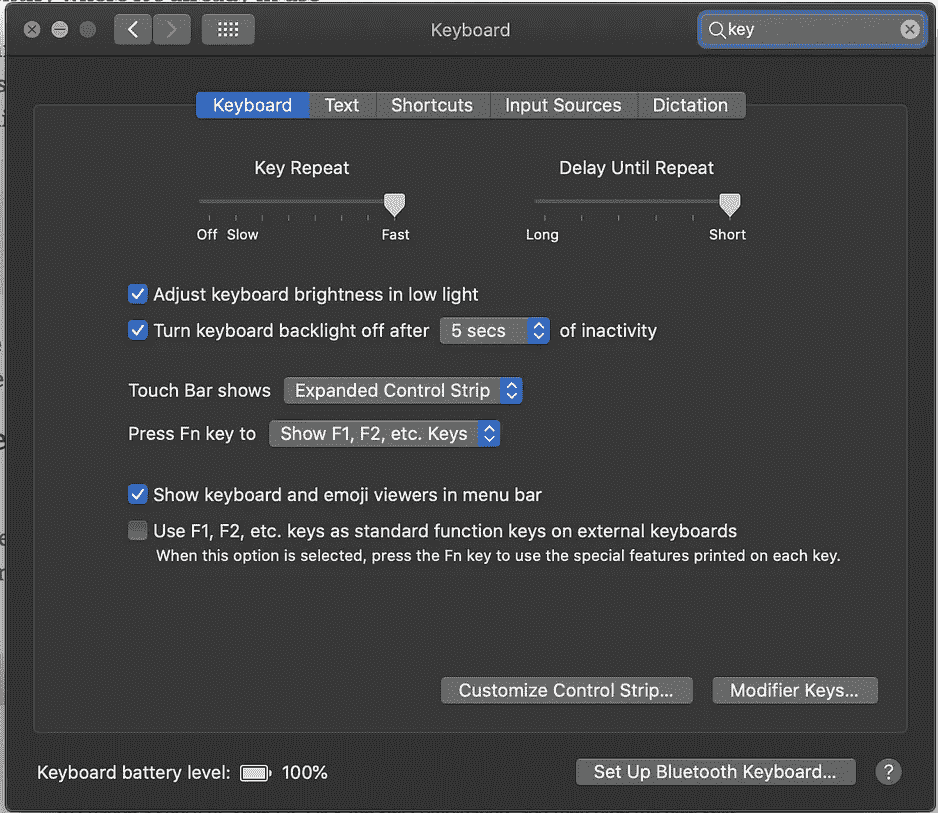 Keyboard
key
Keyboard Text Shortcuts Input Sources Dictation
Key Repeat Delay Until Repeat
Off Slow Fast Long Short
Adjust keyboard brightness in low light
Turn keyboard backlight off after 5 secs of inactivity
Touch Bar shows Expanded Control Strip
Press Fn key to Show F1, F2, etc. Keys
Show keyboard and emoji viewers in menu bar
Use F1, F2, etc. keys as standard function keys on external keyboards
When this option is selected, press the Fn key to use the special features printed on each key.
Customize Control Strip... Modifier Keys...
Keyboard battery level: 100% Set Up Bluetooth Keyboard... ?